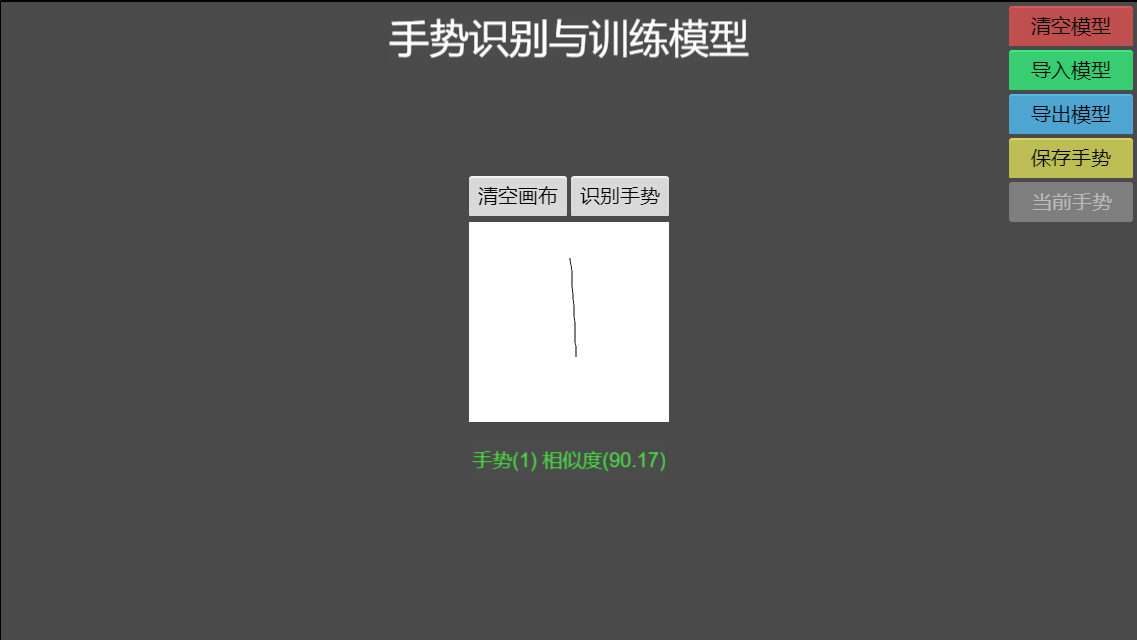 手势识别与训练模型
清空模型
导入模型
导出模型
保存手势
当前手势
清空画布 识别手势
手势(1) 相似度(90.17)